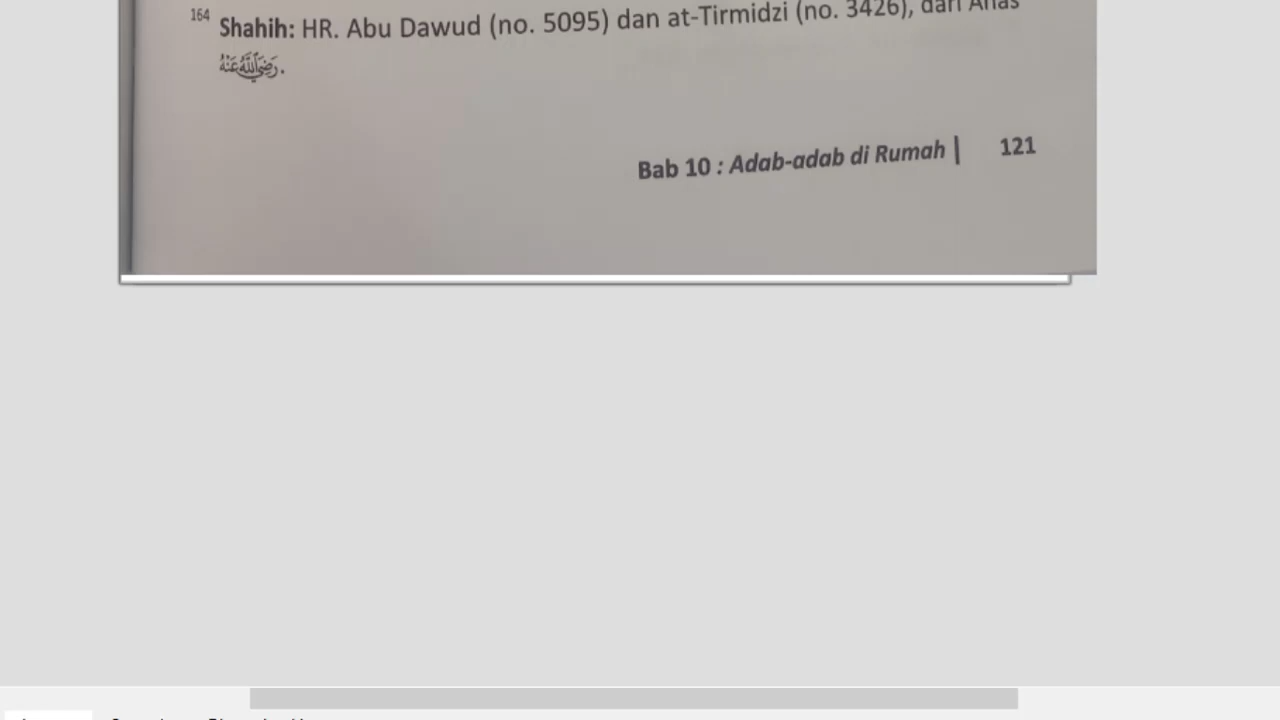 164 Shahih: HR. Abu Dawud (no. 5095) dan at-Tirmidzi (no. 3426), dari Anas
رَضِيَ اللَّهُ عَنْهُ.
Bab 10 : Adab-adab di Rumah | 121